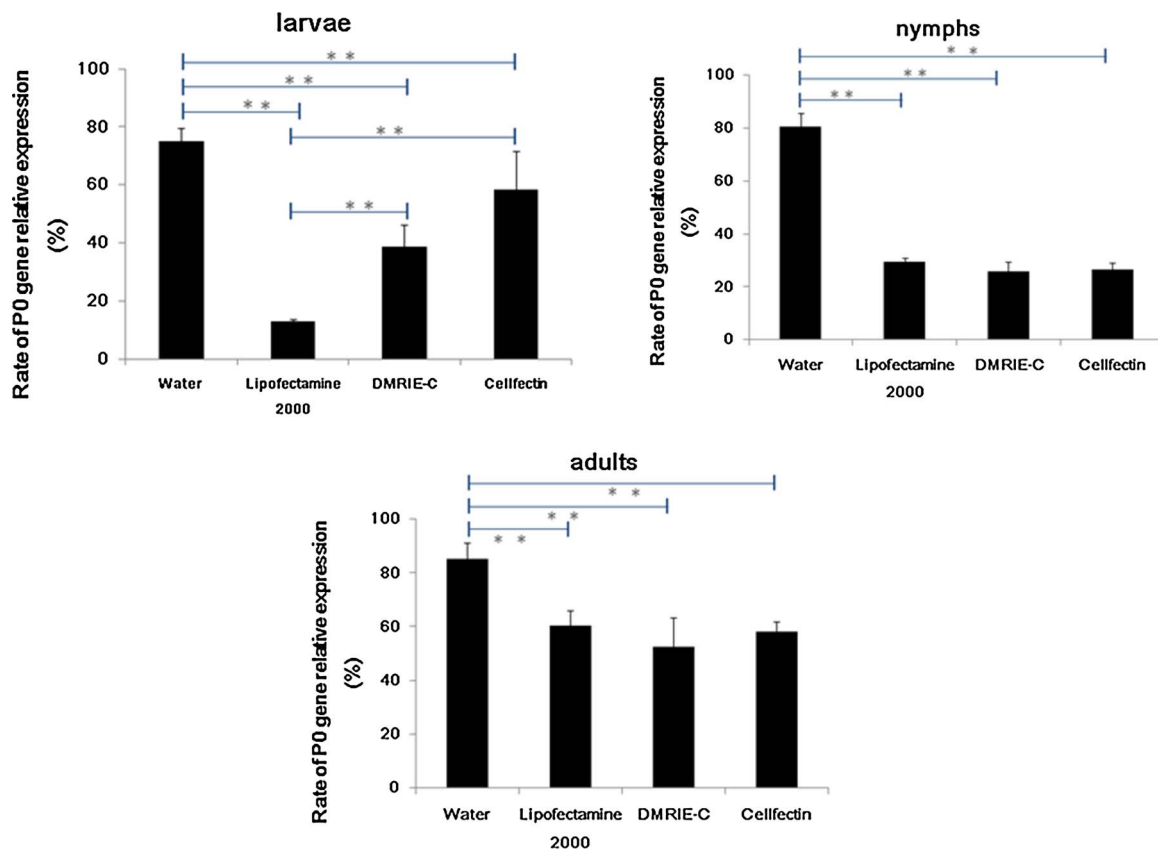 larvae
Rate of P0 gene relative expression
(%)
100
80
60
40
20
0
* *
* *
* *
* *
* *
Water
Lipofectamine
2000
DMRIE-C
Cellfectin
nymphs
Rate of P0 gene relative expression
(%)
100
80
60
40
20
0
* *
* *
* *
Water
Lipofectamine
2000
DMRIE-C
Cellfectin
adults
Rate of P0 gene relative expression
(%)
100
80
60
40
20
0
* *
* *
* *
Water
Lipofectamine
2000
DMRIE-C
Cellfectin